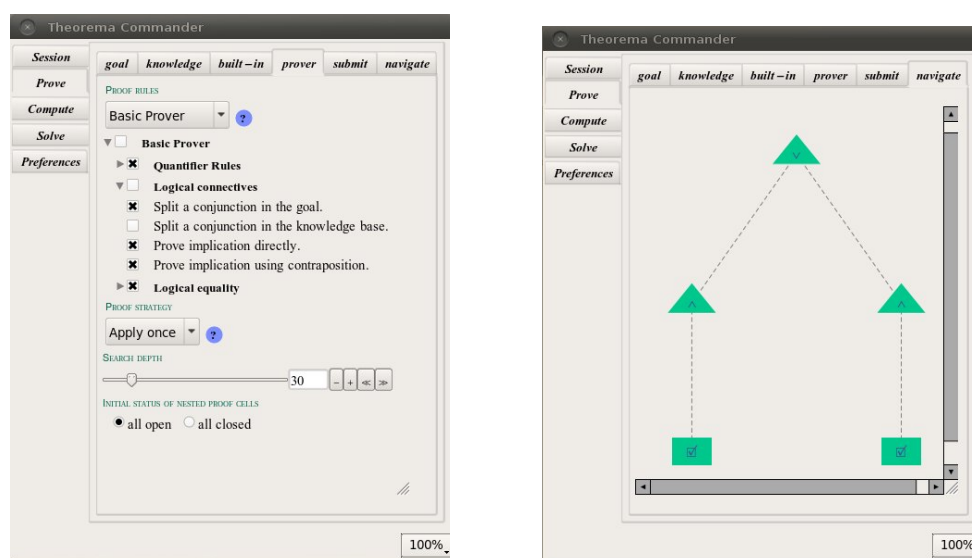 Theorema Commander
Session
Prove
Compute
Solve
Preferences
goal knowledge built-in prover submit navigate
PROOF RULES
Basic Prover ?
Basic Prover
Quantifier Rules
Logical connectives
Split a conjunction in the goal.
Split a conjunction in the knowledge base.
Prove implication directly.
Prove implication using contraposition.
Logical equality
PROOF STRATEGY
Apply once ?
SEARCH DEPTH
30 - + ≪ ≫
INITIAL STATUS OF NESTED PROOF CELLS
all open all closed
100%
Theorema Commander
Session
Prove
Compute
Solve
Preferences
goal knowledge built-in prover submit navigate
∨
∧ ∧
100%